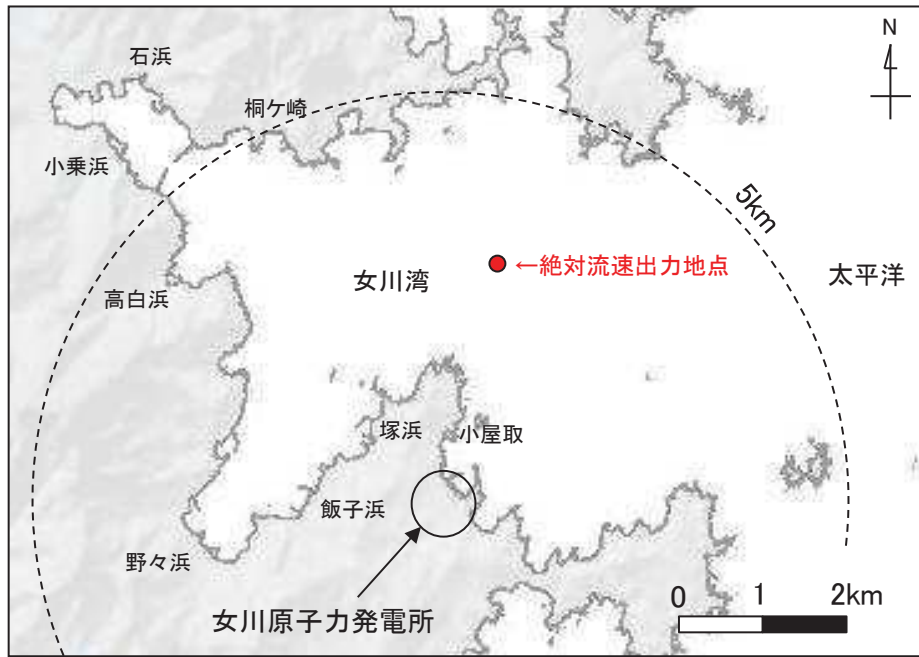 石浜
N
桐ケ崎
小乗浜
5km
←絶対流速出力地点
女川湾
太平洋
高白浜
塚浜
小屋取
飯子浜
野々浜
女川原子力発電所
0 1 2km